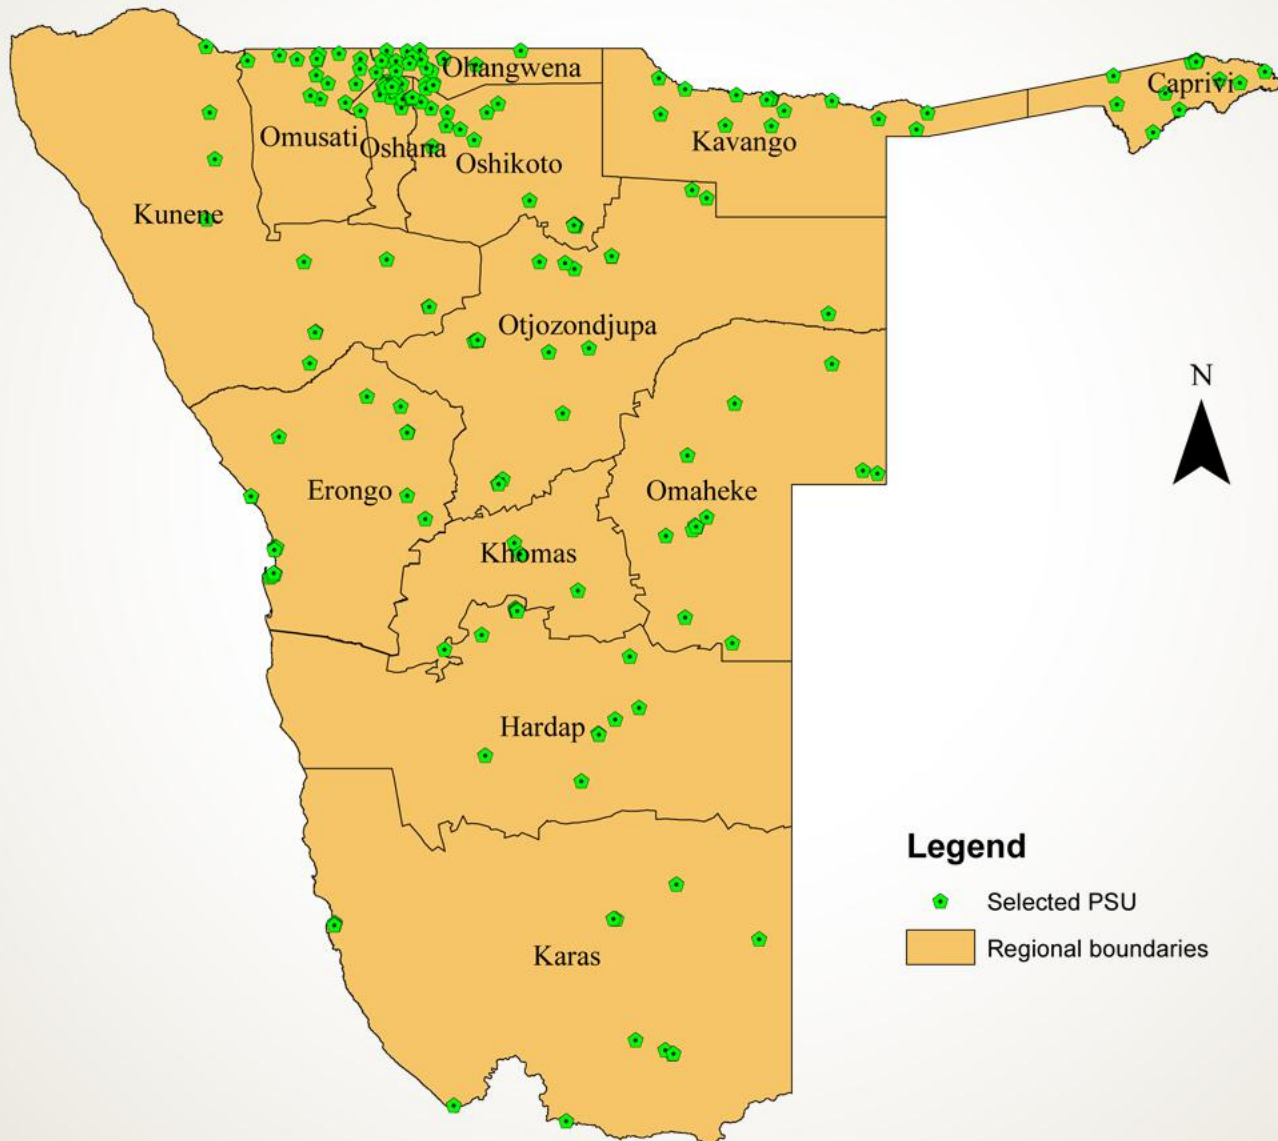 Ohangwena
Caprivi
Omusati
Oshana
Oshikoto
Kavango
Kunene
Otjozondjupa
N
Erongo
Omaheke
Khomas
Hardap
Legend
Selected PSU
Regional boundaries
Karas